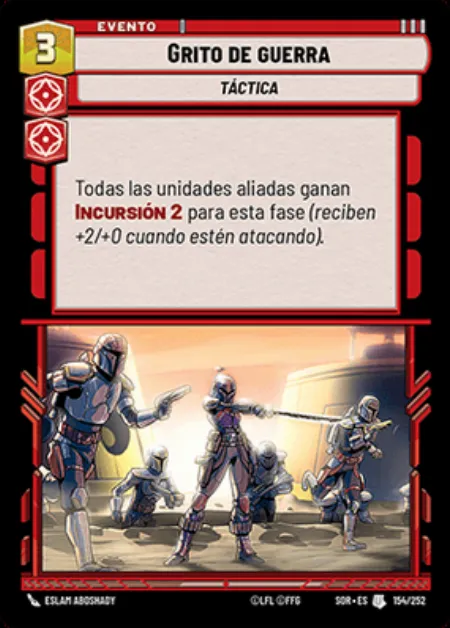 EVENTO
3
GRITO DE GUERRA
TÁCTICA
Todas las unidades aliadas ganan
INCURSIÓN 2 para esta fase (reciben
+2/+0 cuando estén atacando).
ESLAM ABOSHADY ©LFL ©FFG SOR•ES 154/252